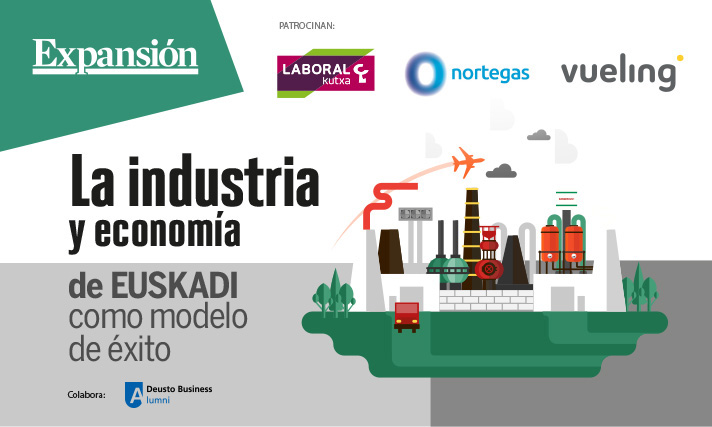 Expansión
PATROCINAN:
LABORAL
kutxa
nortegas
vueling
La industria
y economía
de EUSKADI
como modelo
de éxito
Colabora:
Deusto Business
Alumni